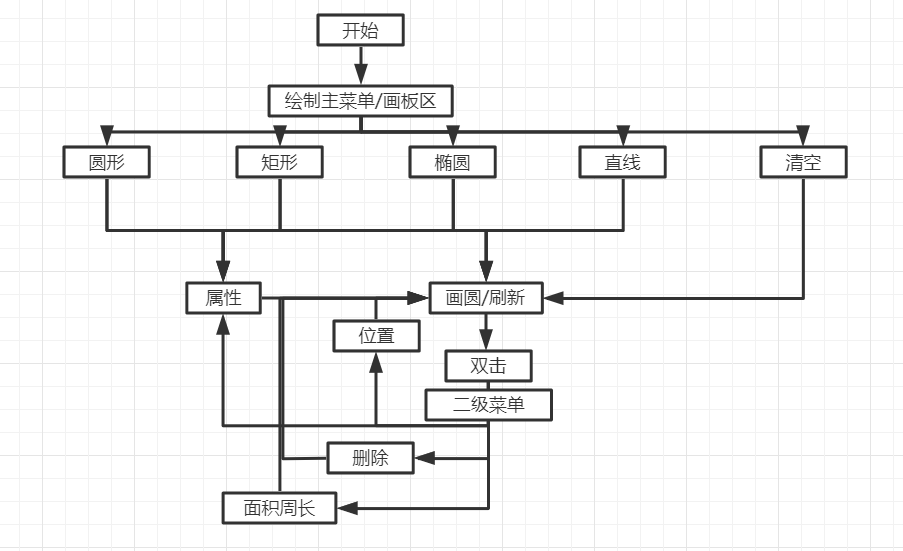 开始
绘制主菜单/画板区
圆形
矩形
椭圆
直线
清空
属性
画圆/刷新
位置
双击
二级菜单
删除
面积周长